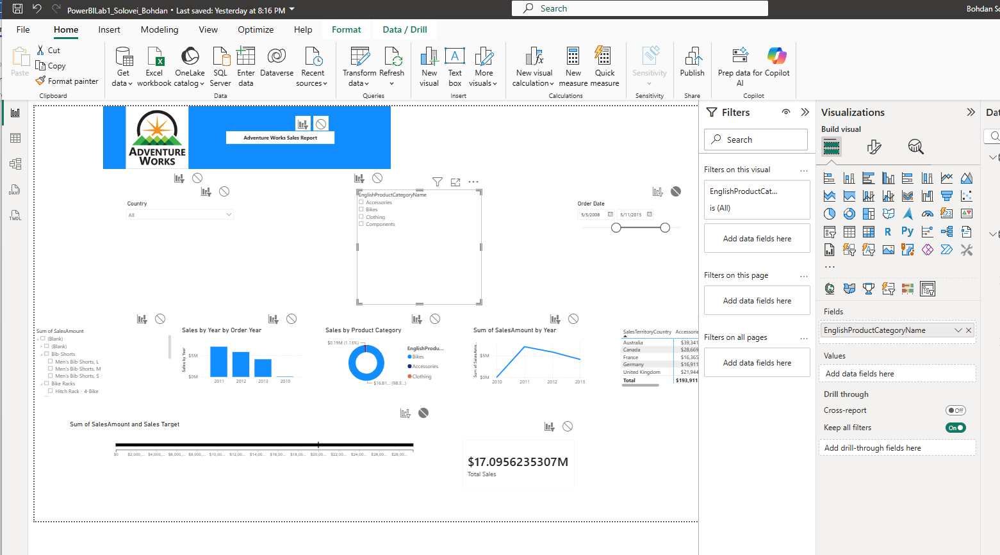 PowerBILab1_Solovei_Bohdan • Last saved: Yesterday at 8:16 PM
Search
Bohdan So
File
Home
Insert
Modeling
View
Optimize
Help
Format
Data / Drill
Paste
Cut
Copy
Format painter
Clipboard
Get data
Excel workbook
OneLake catalog
SQL Server
Enter data
Dataverse
Recent sources
Data
Transform data
Refresh
Queries
New visual
Text box
More visuals
Insert
New visual calculation
New measure
Quick measure
Calculations
Sensitivity
Sensitivity
Publish
Share
Prep data for AI
Copilot
Copilot
DAX
TMDL
ADVENTURE
WORKS
Adventure Works Sales Report
Country
All
EnglishProductCategoryName
Accessories
Bikes
Clothing
Components
Order Date
5/5/2008
5/11/2013
Sum of SalesAmount
(Blank)
(Blank)
Bib-Shorts
Men's Bib-Shorts, L
Men's Bib-Shorts, M
Men's Bib-Shorts, S
Bike Racks
Hitch Rack - 4-Bike
Sales by Year by Order Year
Sales by Year
$5M
$0M
2011
2012
2013
2010
Sales by Product Category
$0.19M (1.13%)
$16.81... (98.3...)
EnglishProdu...
Bikes
Accessories
Clothing
Sum of SalesAmount by Year
Sum of SalesAmo...
$5M
$0M
2010
2011
2012
2013
SalesTerritoryCountry Accessorie
Australia $39,341
Canada $28,669
France $16,365
Germany $16,911
United Kingdom $21,944
Total $193,911
Sum of SalesAmount and Sales Target
$0 $2,000,... $4,000,... $6,000,... $8,000,... $10,00... $12,00... $14,00... $16,00... $18,00... $20,00... $22,00... $24,00... $26,00... $28,00...
$17.0956235307M
Total Sales
Filters
Search
Filters on this visual
EnglishProductCat...
is (All)
Add data fields here
Filters on this page
Add data fields here
Filters on all pages
Add data fields here
Visualizations
Build visual
123
R
Py
Fields
EnglishProductCategoryName
Values
Add data fields here
Drill through
Cross-report
Off
Keep all filters
On
Add drill-through fields here
Dat